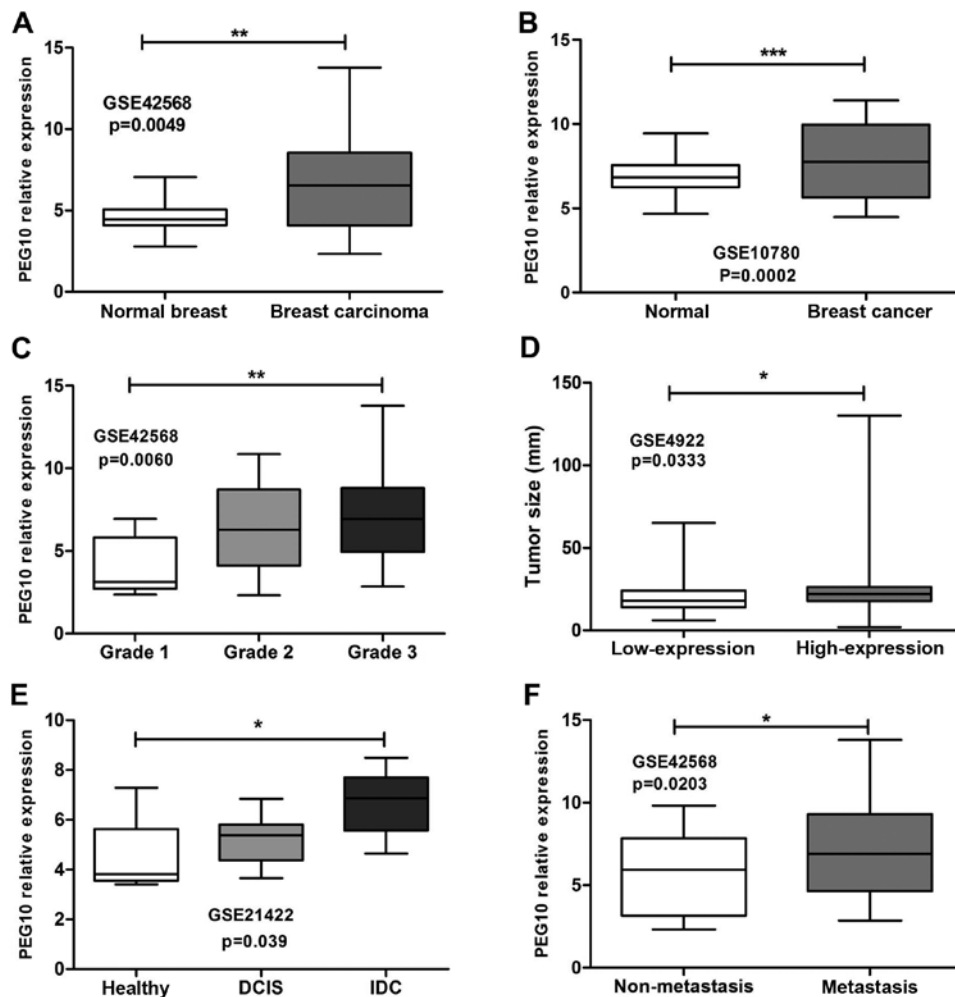 A
PEG10 relative expression
15
10
5
0
**
GSE42568
p=0.0049
Normal breast
Breast carcinoma
B
PEG10 relative expression
15
10
5
0
***
GSE10780
P=0.0002
Normal
Breast cancer
C
PEG10 relative expression
15
10
5
0
**
GSE42568
p=0.0060
Grade 1
Grade 2
Grade 3
D
Tumor size (mm)
150
100
50
0
*
GSE4922
p=0.0333
Low-expression
High-expression
E
PEG10 relative expression
10
8
6
4
2
0
*
GSE21422
p=0.039
Healthy
DCIS
IDC
F
PEG10 relative expression
15
10
5
0
*
GSE42568
p=0.0203
Non-metastasis
Metastasis